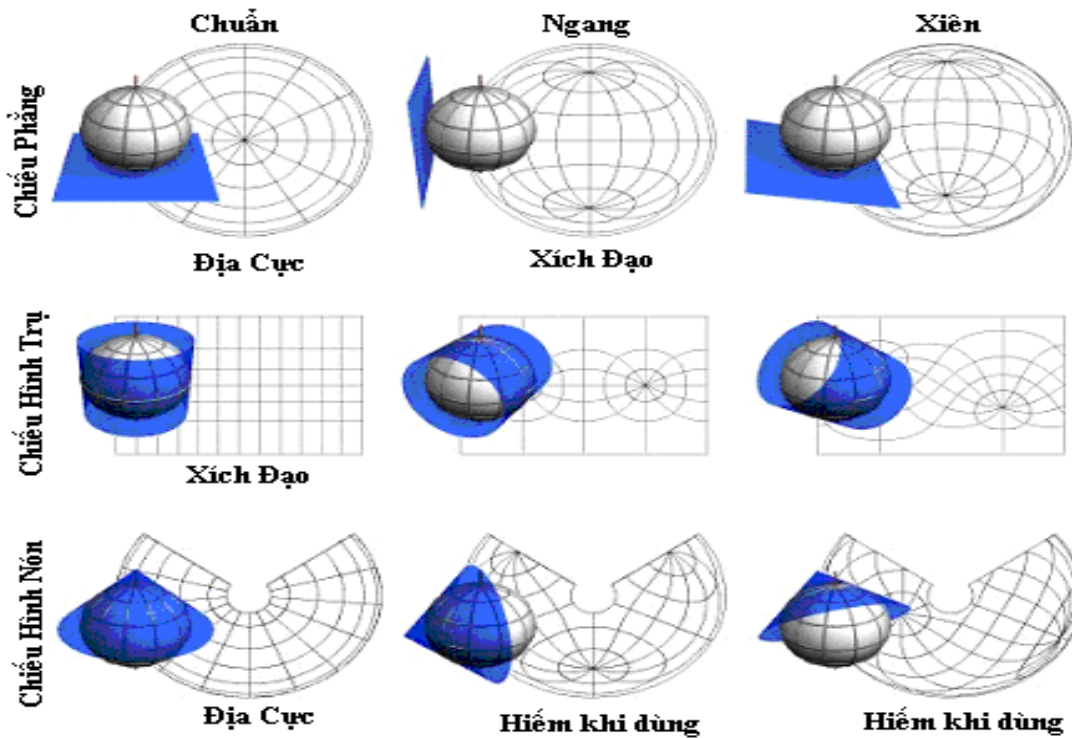 Chuẩn
Ngang
Xiên
Chiếu Phẳng
Địa Cực
Xích Đạo
Chiếu Hình Trụ
Xích Đạo
Chiếu Hình Nón
Địa Cực
Hiếm khi dùng
Hiếm khi dùng